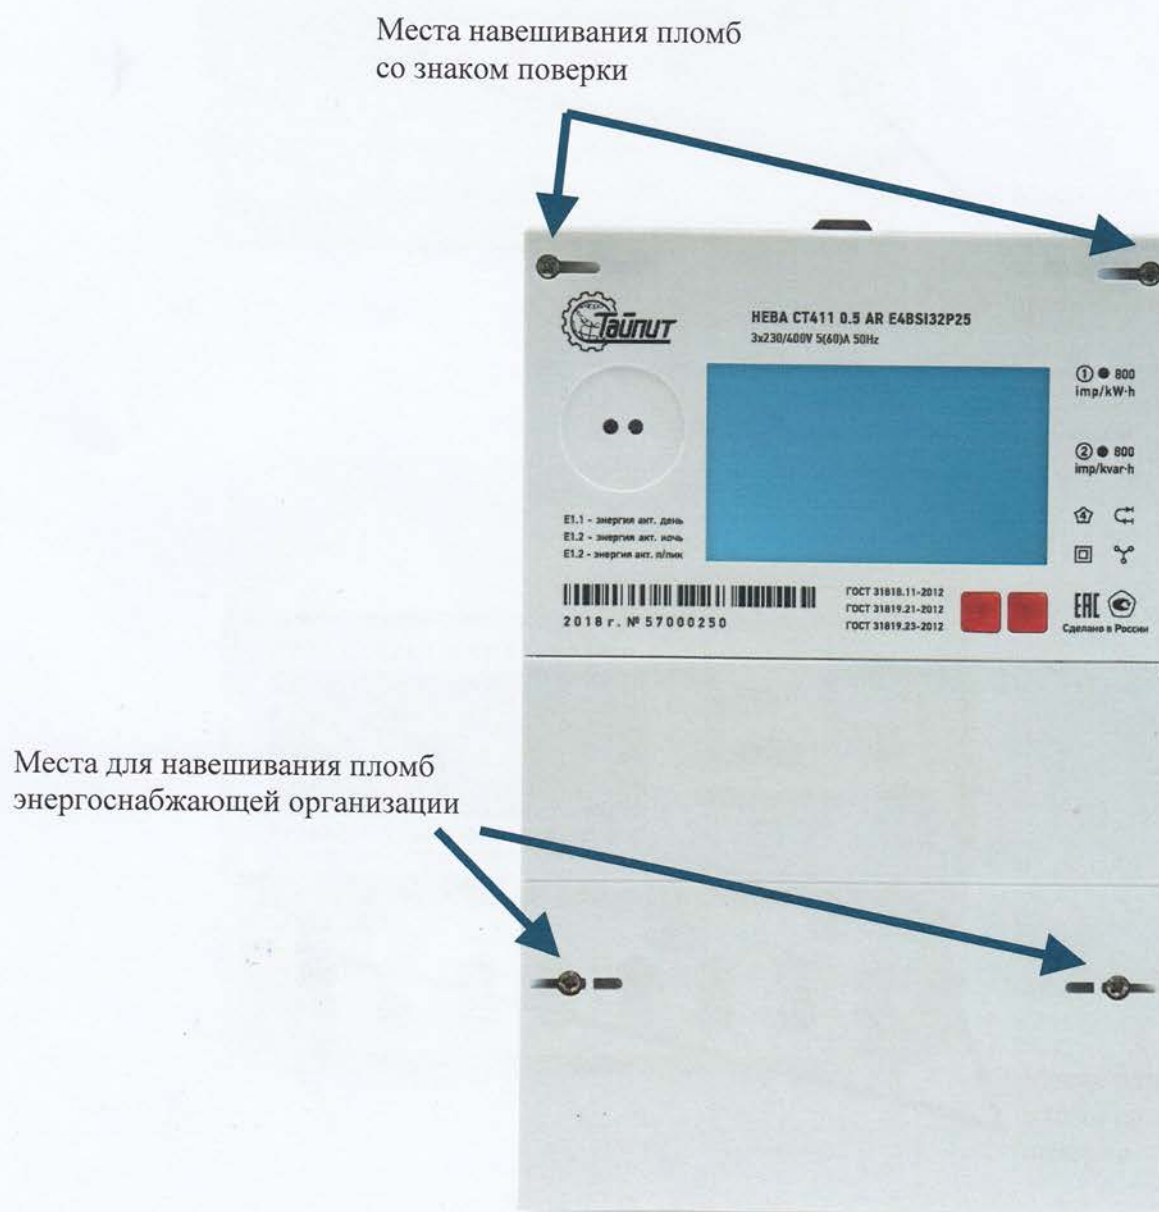 Места навешивания пломб
со знаком поверки
Тайпит
НЕВА СТ411 0.5 AR E4BSI32P25
3x230/400V 5(60)A 50Hz
1 800
imp/kW·h
2 800
imp/kvar·h
4
E1.1 - энергия акт. день
E1.2 - энергия акт. ночь
E1.2 - энергия акт. п/пик
2018 г. № 57000250
ГОСТ 31818.11-2012
ГОСТ 31819.21-2012
ГОСТ 31819.23-2012
EAC
Сделано в России
Места для навешивания пломб
энергоснабжающей организации